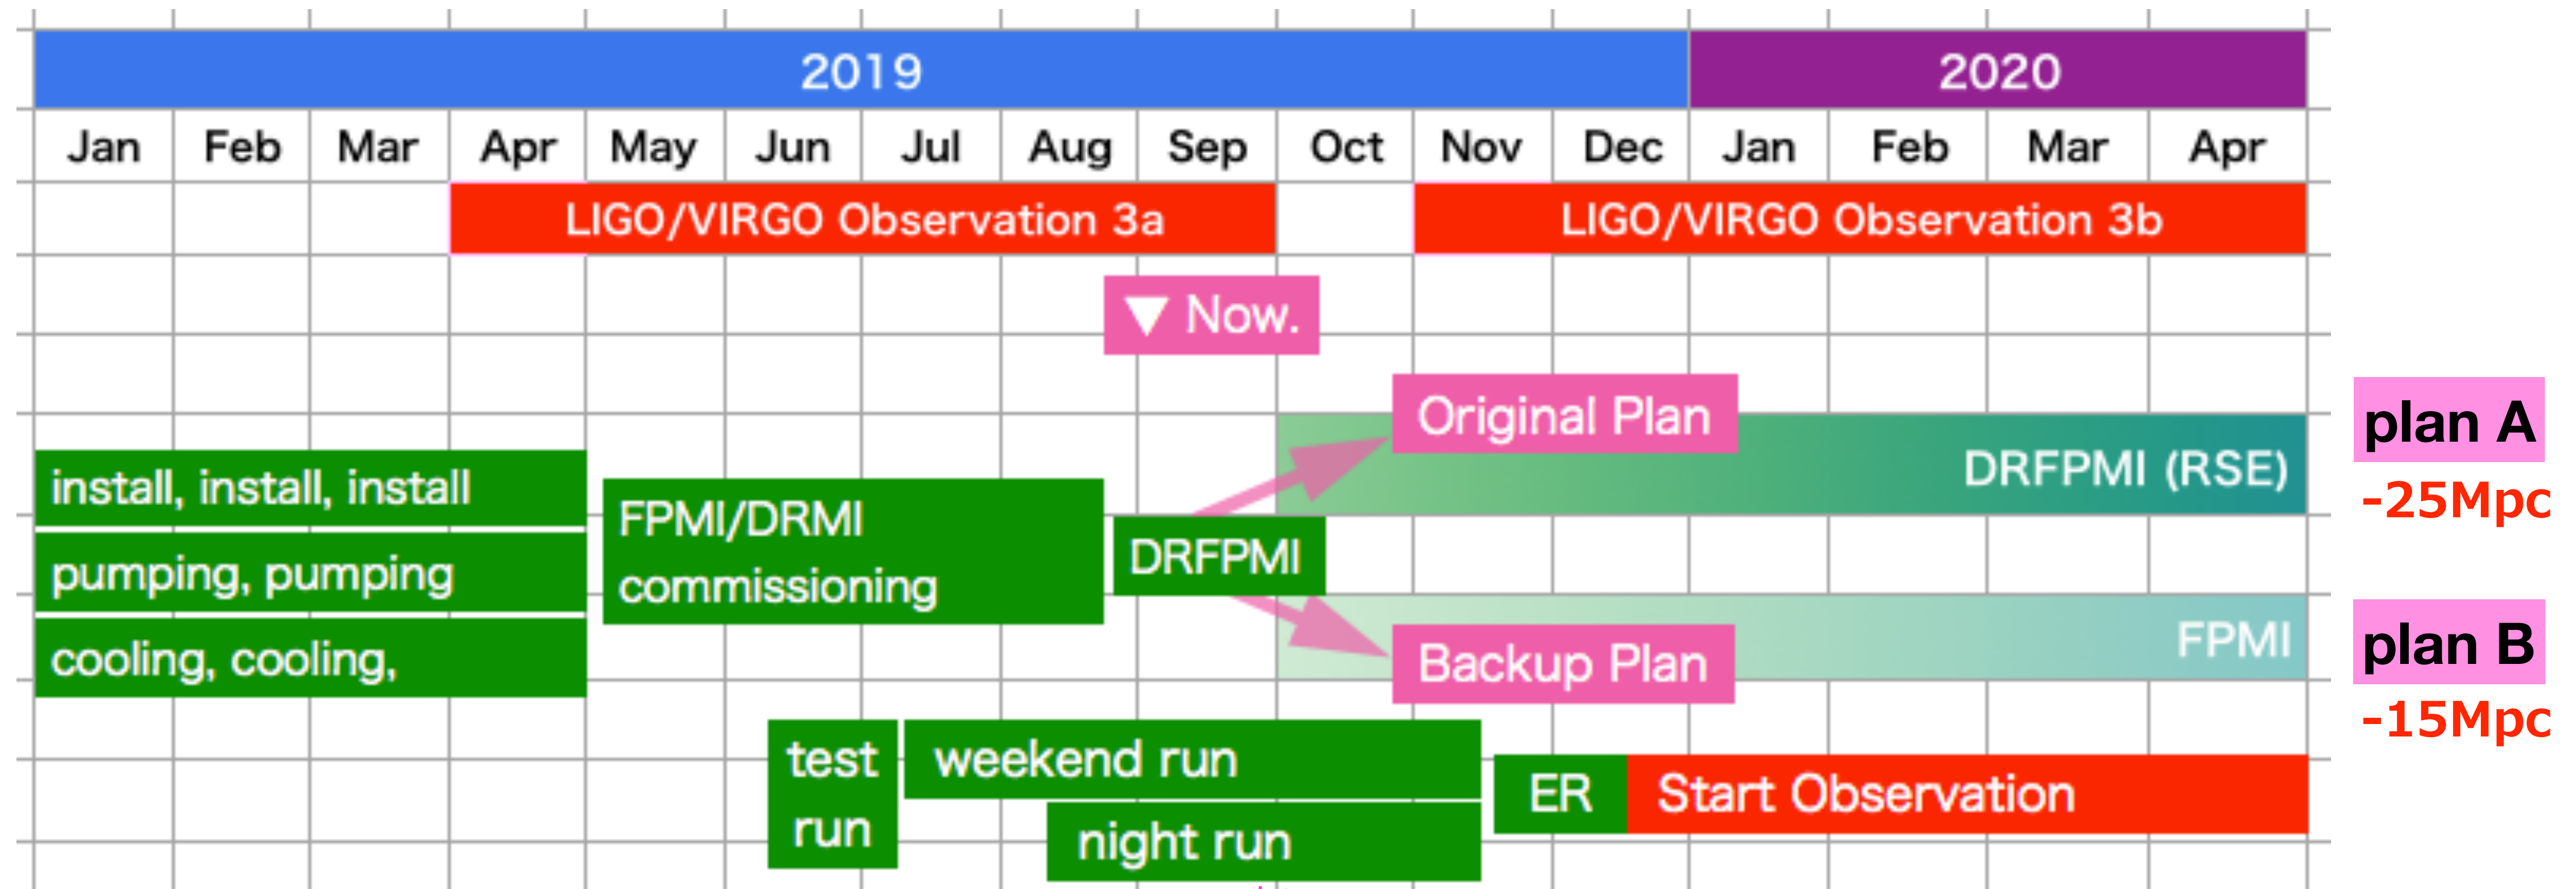 2019
2020
Jan Feb Mar Apr May Jun Jul Aug Sep Oct Nov Dec Jan Feb Mar Apr
LIGO/VIRGO Observation 3a
LIGO/VIRGO Observation 3b
▼ Now.
Original Plan
DRFPMI (RSE)
plan A
-25Mpc
install, install, install
pumping, pumping
cooling, cooling,
FPMI/DRMI
commissioning
DRFPMI
Backup Plan
FPMI
plan B
-15Mpc
test
run
weekend run
night run
ER
Start Observation